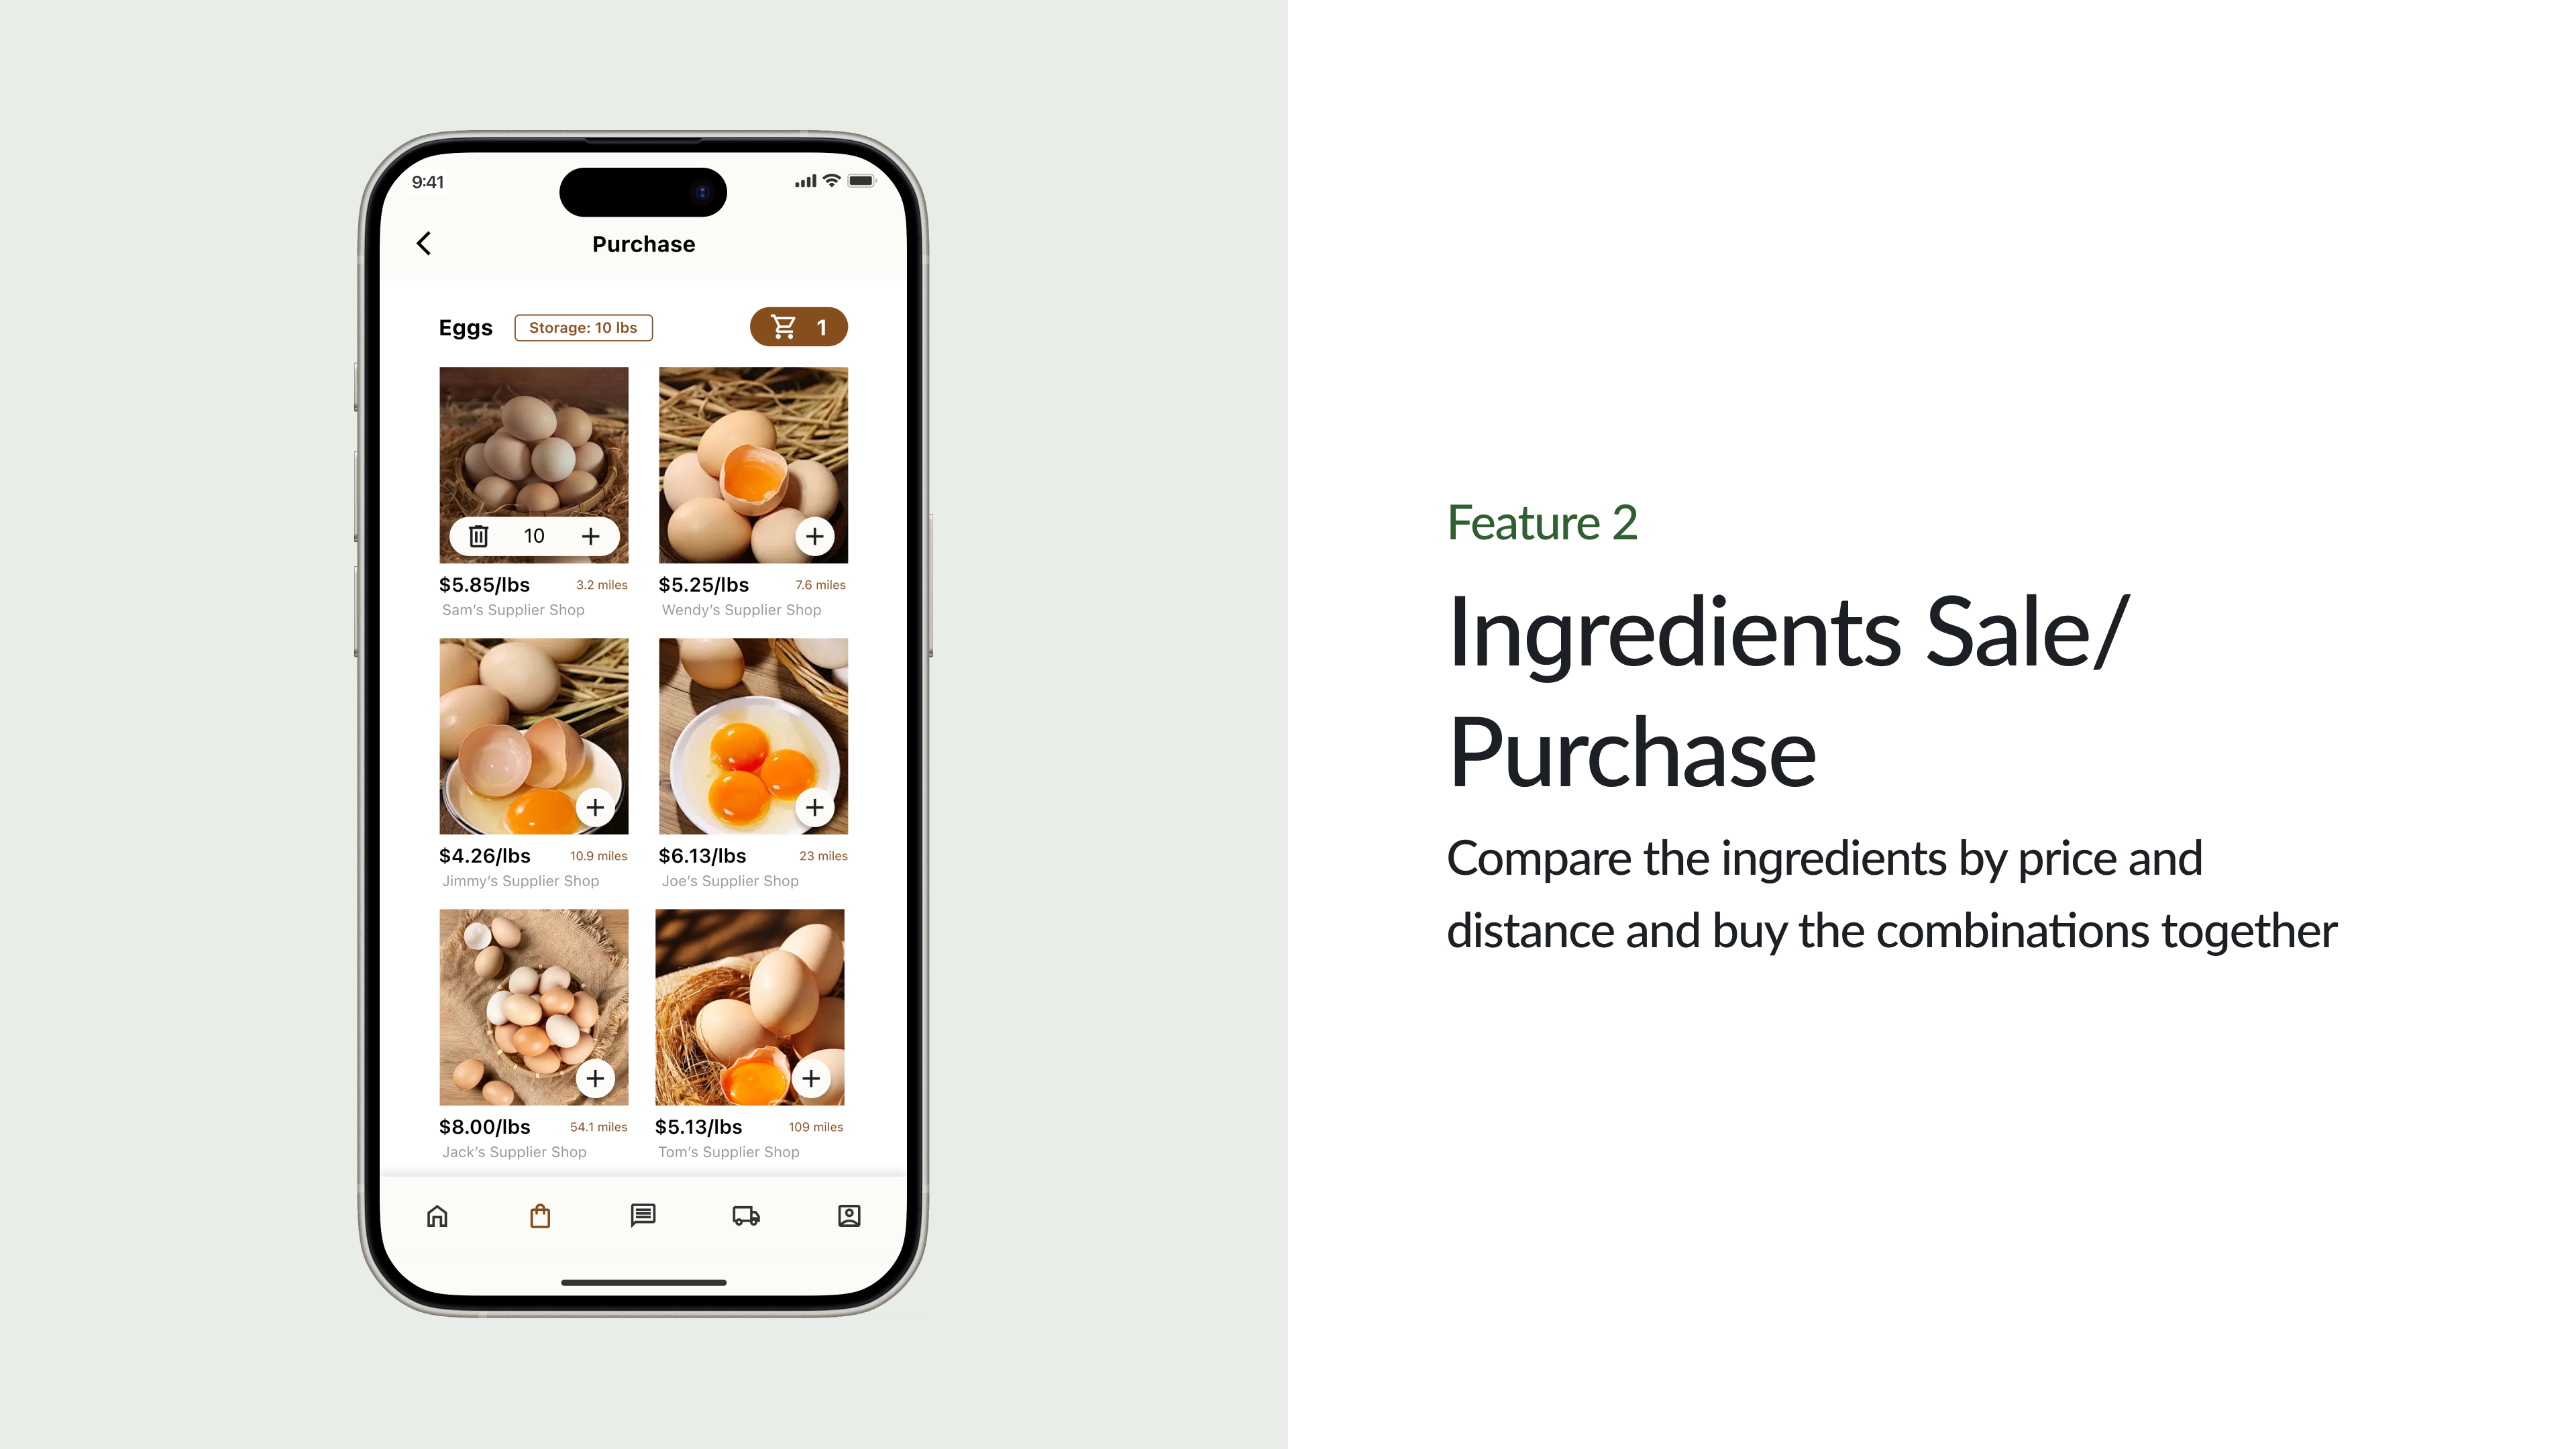 9:41
Purchase
Eggs
Storage: 10 lbs
1
10
$5.85/lbs
3.2 miles
Sam's Supplier Shop
$5.25/lbs
7.6 miles
Wendy's Supplier Shop
$4.26/lbs
10.9 miles
Jimmy's Supplier Shop
$6.13/lbs
23 miles
Joe's Supplier Shop
$8.00/lbs
54.1 miles
Jack's Supplier Shop
$5.13/lbs
109 miles
Tom's Supplier Shop
Feature 2
Ingredients Sale/
Purchase
Compare the ingredients by price and
distance and buy the combinations together